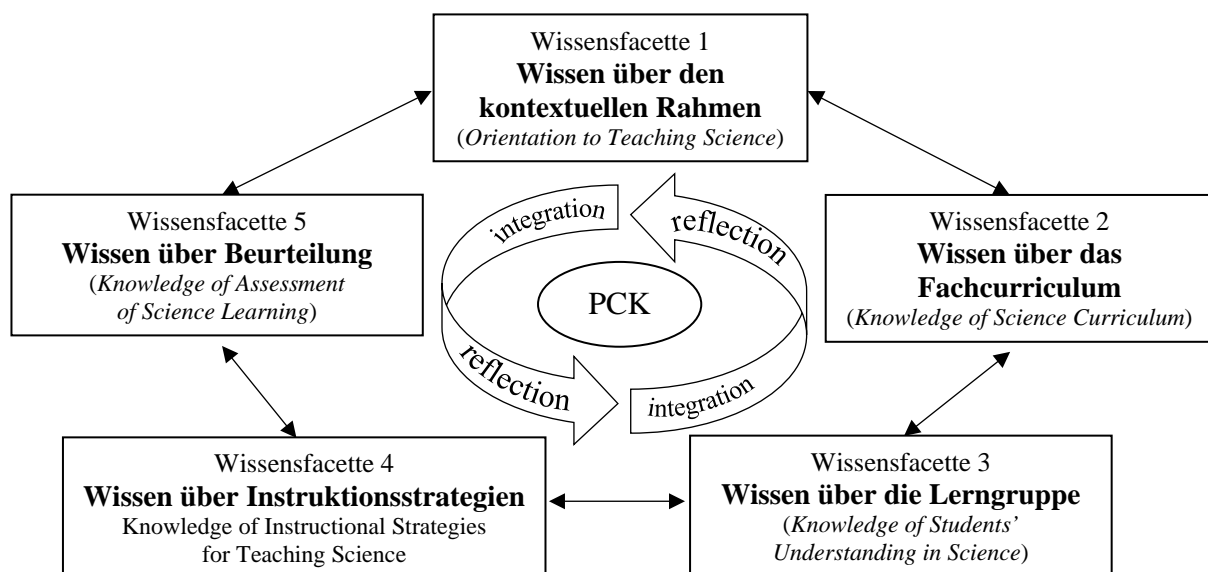 Wissensfacette 1
Wissen über den
kontextuellen Rahmen
(Orientation to Teaching Science)
Wissensfacette 5
Wissen über Beurteilung
(Knowledge of Assessment
of Science Learning)
integration
reflection
PCK
reflection
integration
Wissensfacette 2
Wissen über das
Fachcurriculum
(Knowledge of Science Curriculum)
Wissensfacette 4
Wissen über Instruktionsstrategien
Knowledge of Instructional Strategies
for Teaching Science
Wissensfacette 3
Wissen über die Lerngruppe
(Knowledge of Students’
Understanding in Science)